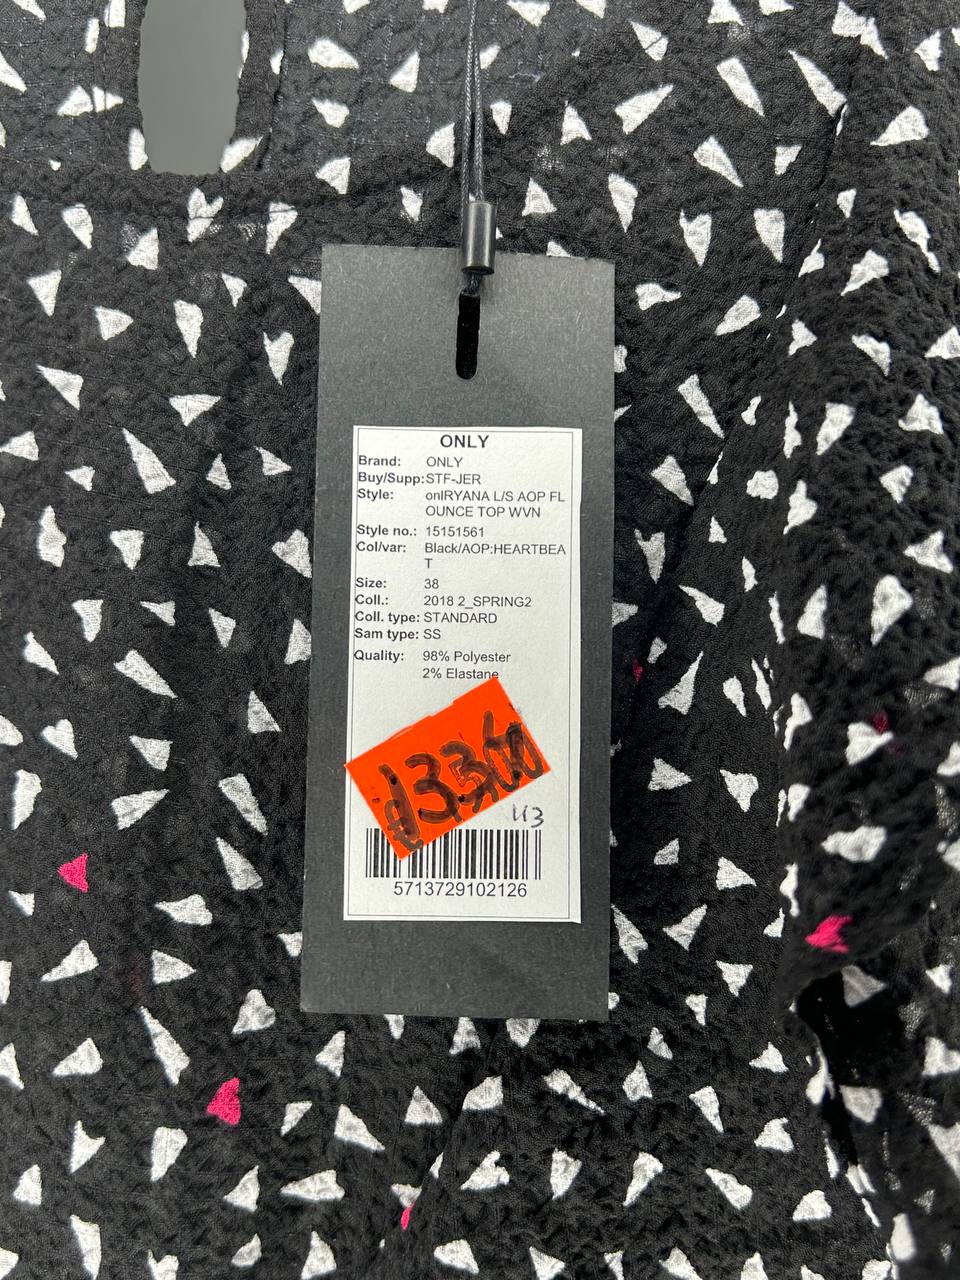 ONLY
Brand: ONLY
Buy/Supp: STF-JER
Style: onlRYANA L/S AOP FL
OUNCE TOP WVN
Style no.: 15151561
Col/var: Black/AOP:HEARTBEA
T
Size: 38
Coll.: 2018 2_SPRING2
Coll. type: STANDARD
Sam type: SS
Quality: 98% Polyester
2% Elastane
5713729102126